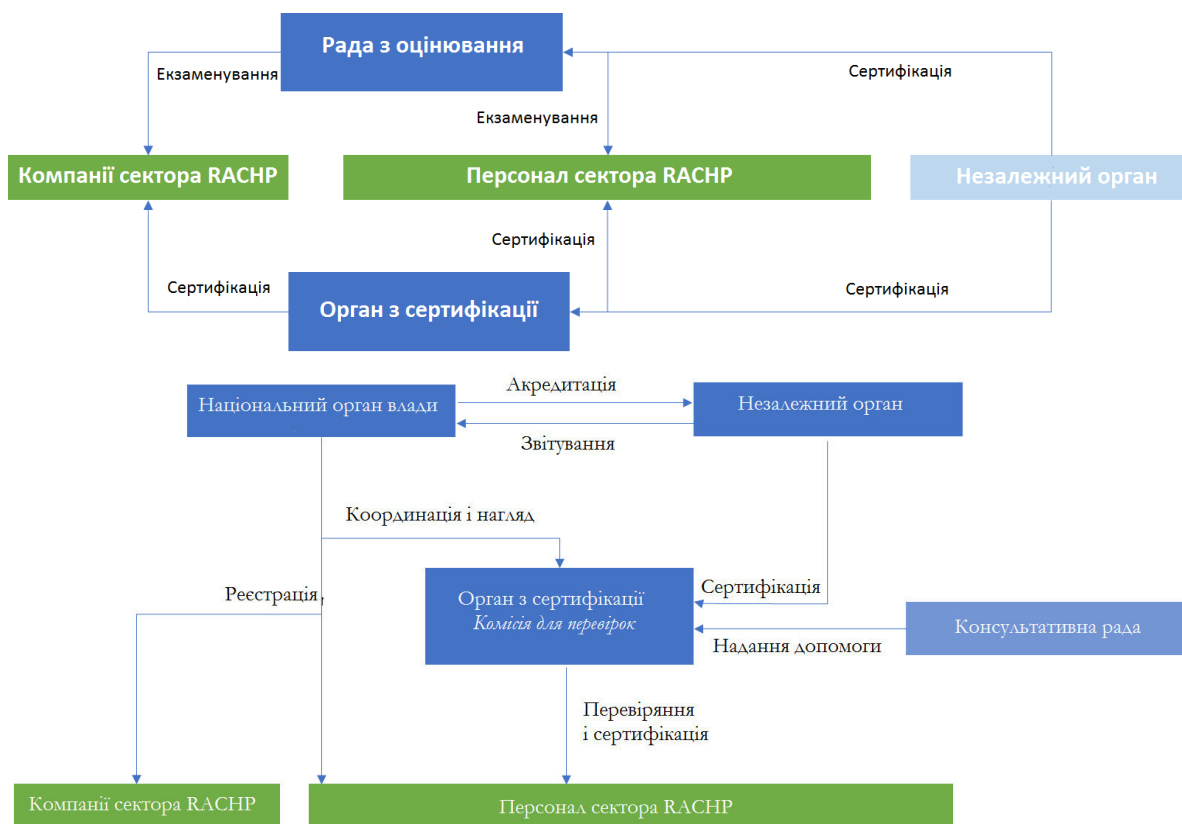 Рада з оцінювання
Екзаменування
Сертифікація
Екзаменування
Компанії сектора RACHP
Персонал сектора RACHP
Незалежний орган
Сертифікація
Сертифікація
Сертифікація
Орган з сертифікації
Акредитація
Національний орган влади
Незалежний орган
Звітування
Координація і нагляд
Реєстрація,
Сертифікація
Орган з сертифікації
Комісія для перевірок
Консультативна рада
Надання допомоги
Перевіряння
і сертифікація
Компанії сектора RACHP
Персонал сектора RACHP